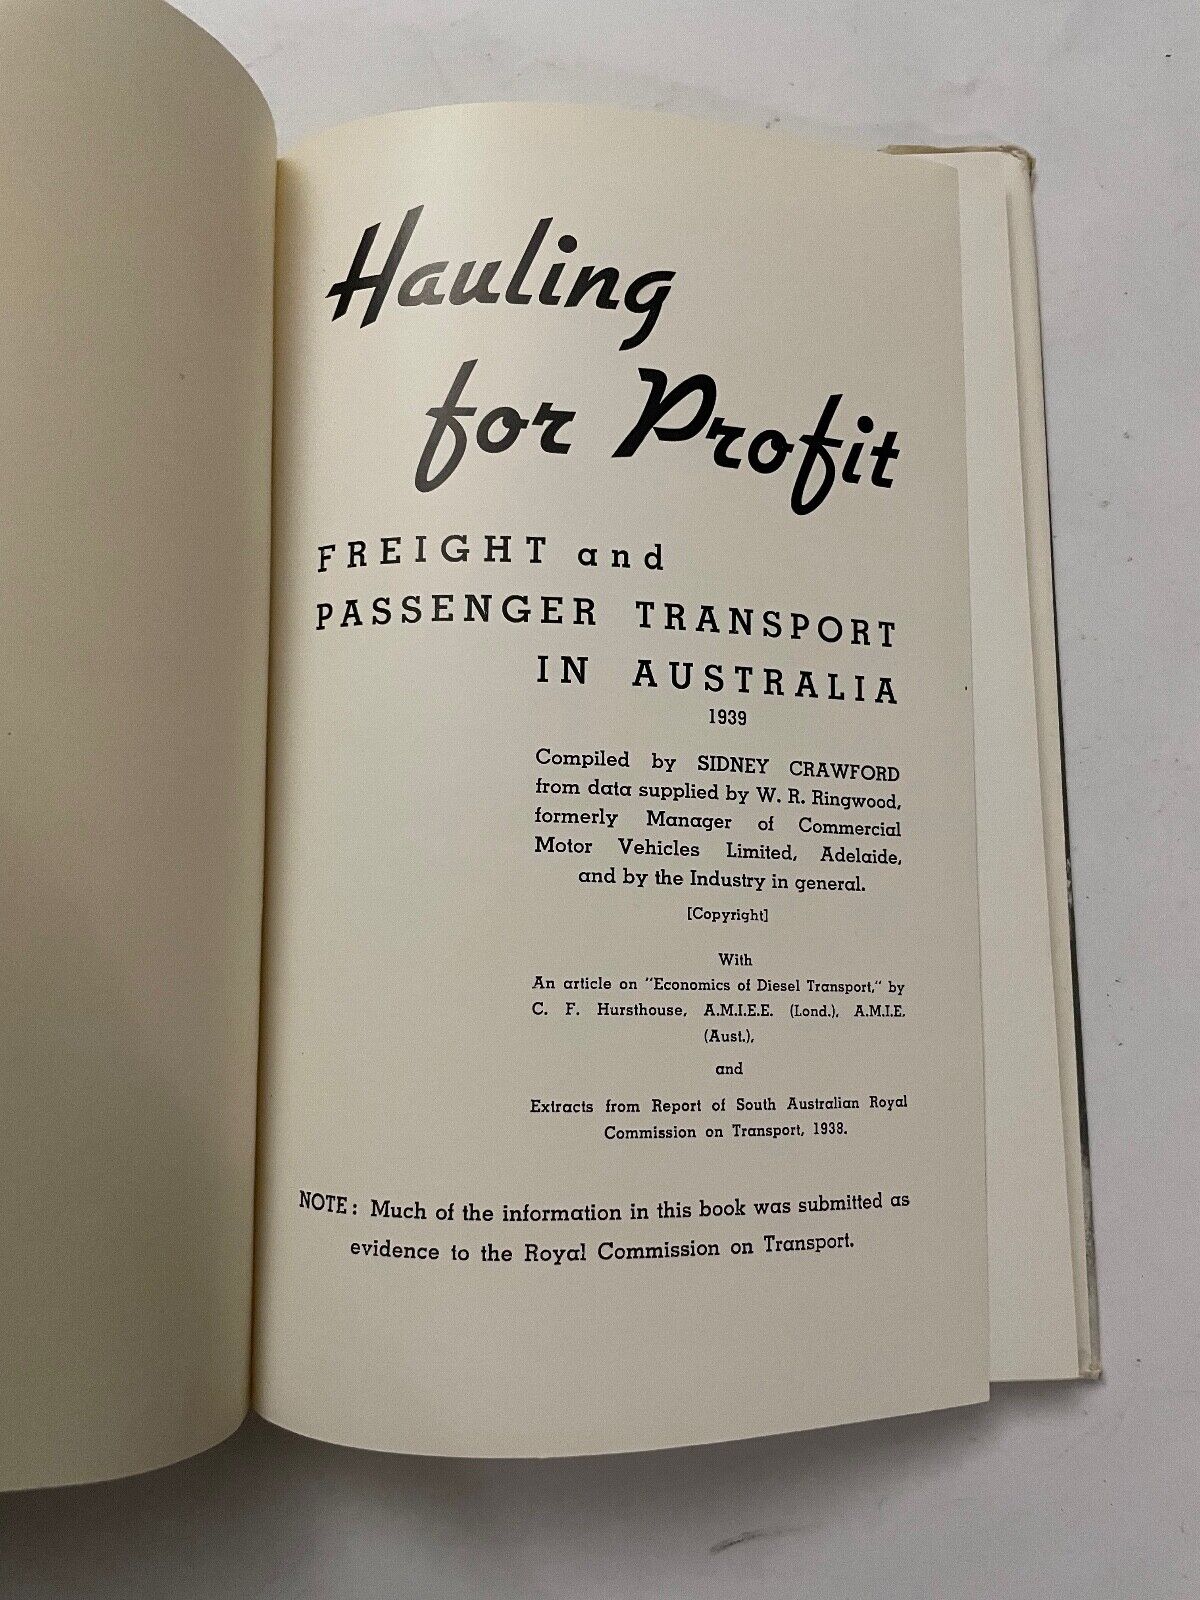 Hauling
for Profit
FREIGHT and
PASSENGER TRANSPORT
IN AUSTRALIA
1939
Compiled by SIDNEY CRAWFORD
from data supplied by W. R. Ringwood,
formerly Manager of Commercial
Motor Vehicles Limited, Adelaide,
and by the Industry in general.
[Copyright]
With
An article on "Economics of Diesel Transport," by
C. F. Hursthouse, A.M.I.E.E. (Lond.), A.M.I.E.
(Aust.),
and
Extracts from Report of South Australian Royal
Commission on Transport, 1938.
NOTE: Much of the information in this book was submitted as
evidence to the Royal Commission on Transport.